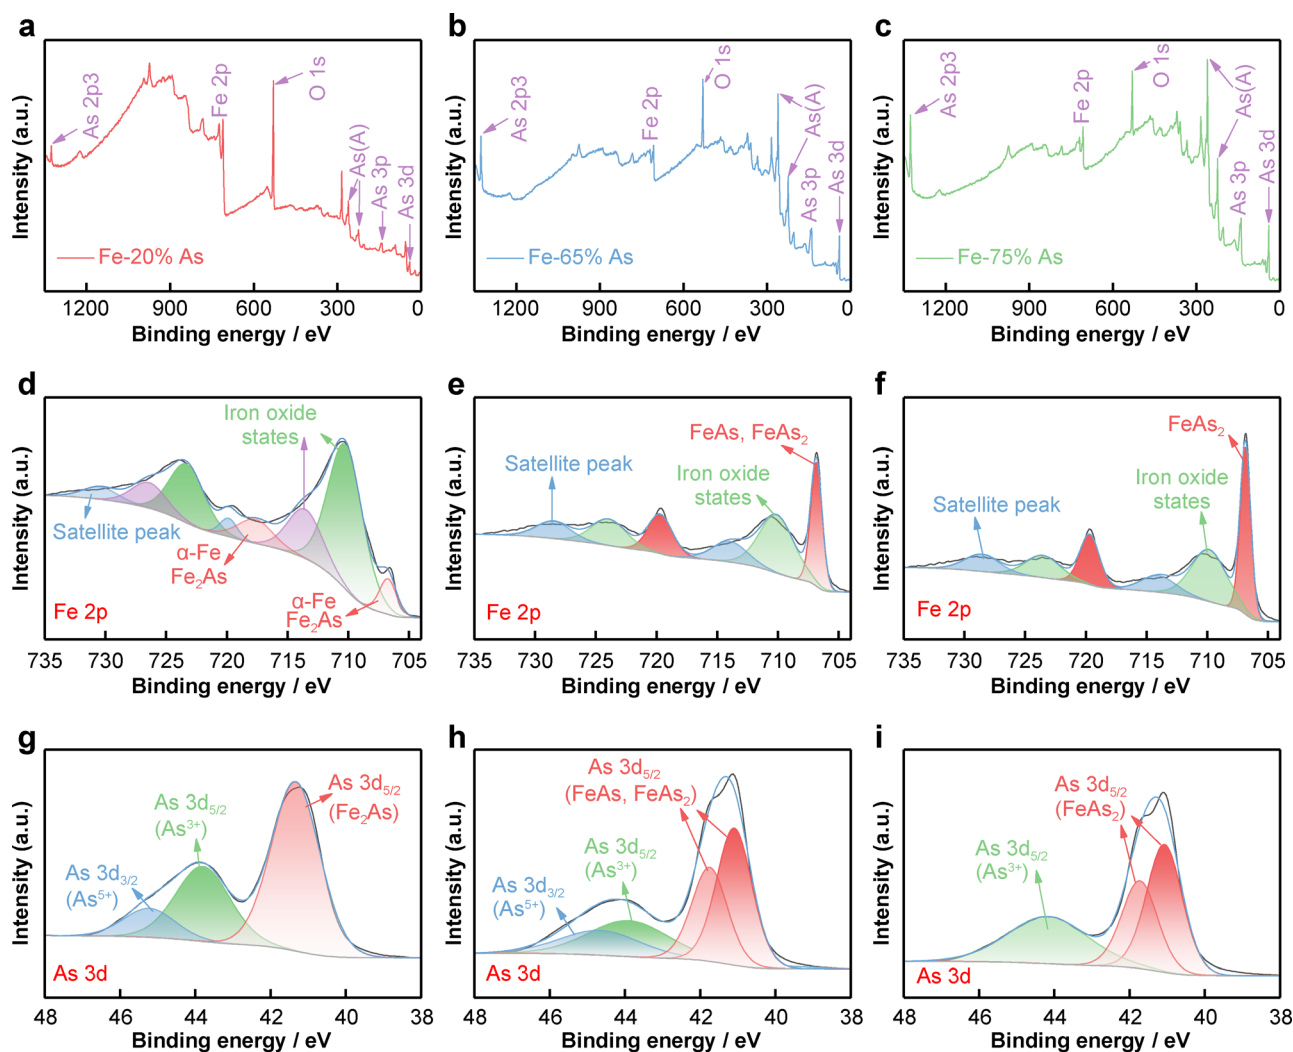 a
As 2p3
Fe 2p
O 1s
As(A)
As 3p
As 3d
Fe-20% As
Intensity (a.u.)
1200 900 600 300 0
Binding energy / eV
b
As 2p3
Fe 2p
O 1s
As(A)
As 3p
As 3d
Fe-65% As
Intensity (a.u.)
1200 900 600 300 0
Binding energy / eV
c
As 2p3
Fe 2p
O 1s
As(A)
As 3p
As 3d
Fe-75% As
Intensity (a.u.)
1200 900 600 300 0
Binding energy / eV
d
Iron oxide
states
Satellite peak
α-Fe
Fe₂As
α-Fe
Fe₂As
Fe 2p
Intensity (a.u.)
735 730 725 720 715 710 705
Binding energy / eV
e
FeAs, FeAs₂
Satellite peak
Iron oxide
states
Fe 2p
Intensity (a.u.)
735 730 725 720 715 710 705
Binding energy / eV
f
FeAs₂
Iron oxide
states
Satellite peak
Fe 2p
Intensity (a.u.)
735 730 725 720 715 710 705
Binding energy / eV
g
As 3d₅/₂
(Fe₂As)
As 3d₅/₂
(As³⁺)
As 3d₃/₂
(As⁵⁺)
As 3d
Intensity (a.u.)
48 46 44 42 40 38
Binding energy / eV
h
As 3d₅/₂
(FeAs, FeAs₂)
As 3d₅/₂
(As³⁺)
As 3d₃/₂
(As⁵⁺)
As 3d
Intensity (a.u.)
48 46 44 42 40 38
Binding energy / eV
i
As 3d₅/₂
(FeAs₂)
As 3d₅/₂
(As³⁺)
As 3d
Intensity (a.u.)
48 46 44 42 40 38
Binding energy / eV